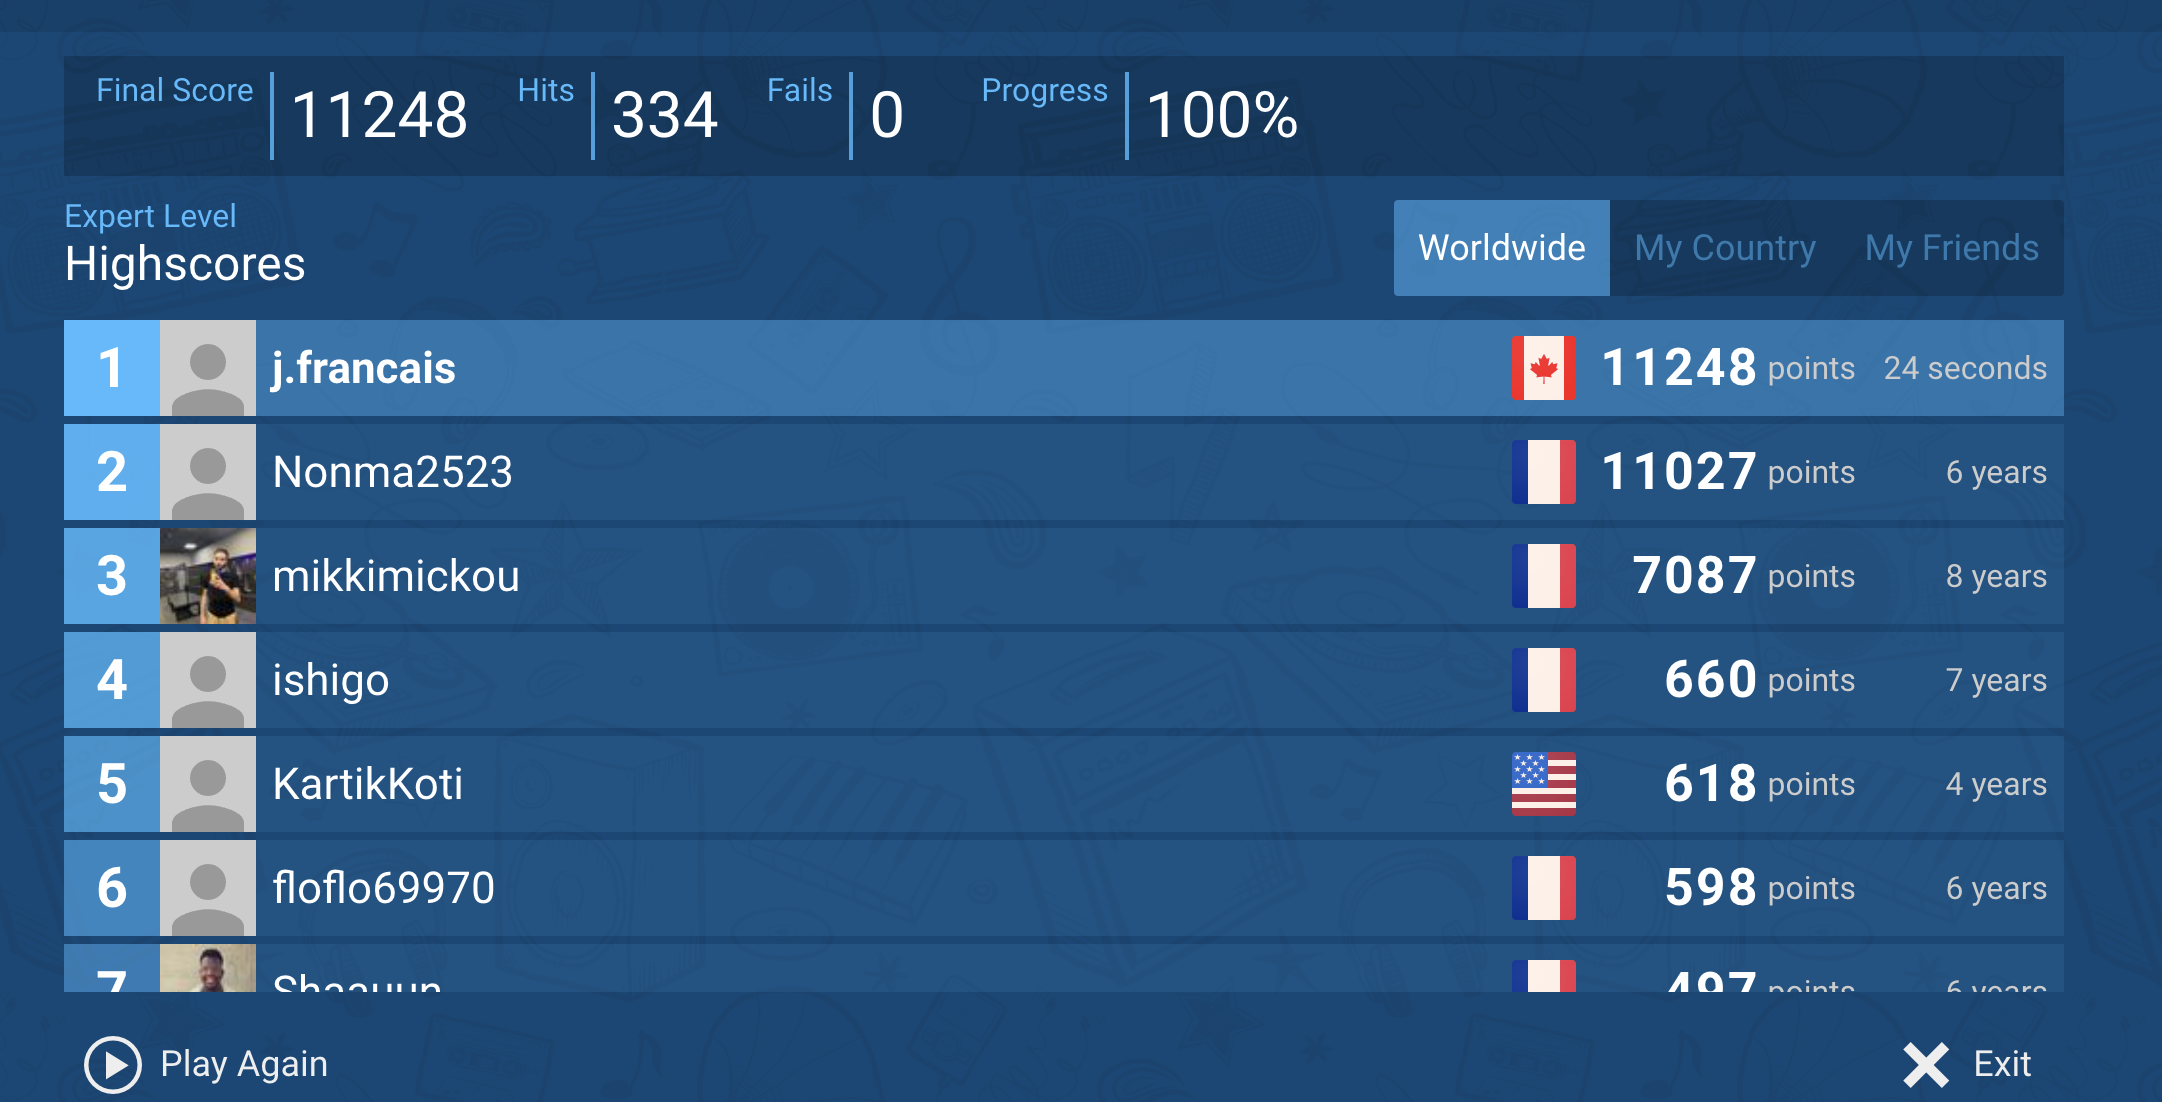 Final Score 11248 Hits 334 Fails 0 Progress 100%
Expert Level
Highscores
Worldwide My Country My Friends
1 j.francais 11248 points 24 seconds
2 Nonma2523 11027 points 6 years
3 mikkimickou 7087 points 8 years
4 ishigo 660 points 7 years
5 KartikKoti 618 points 4 years
6 floflo69970 598 points 6 years
7 497 points 6 years
Play Again Exit